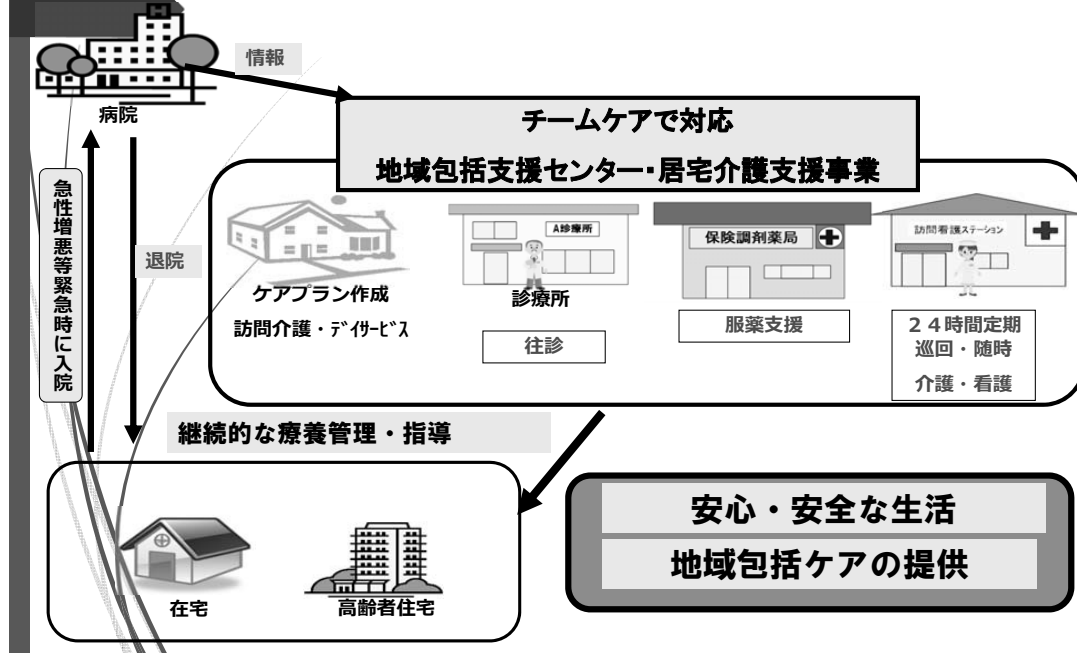 情報
病院
チームケアで対応
地域包括支援センター・居宅介護支援事業
急性増悪等緊急時に入院
退院
ケアプラン作成
訪問介護・ﾃﾞｲｻｰﾋﾞｽ
A診療所
診療所
往診
保険調剤薬局
服薬支援
訪問看護ステーション
２４時間定期
巡回・随時
介護・看護
継続的な療養管理・指導
在宅
高齢者住宅
安心・安全な生活
地域包括ケアの提供